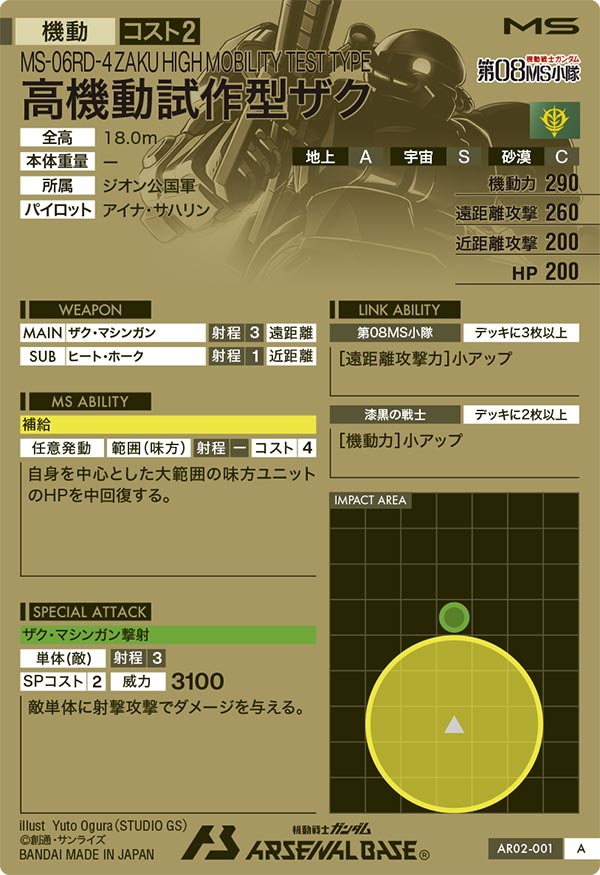 機動 コスト2 MS
MS-06RD-4 ZAKU HIGH MOBILITY TEST TYPE
高機動試作型ザク
機動戦士ガンダム
第08MS小隊
全高 18.0m
本体重量 ー
所属 ジオン公国軍
パイロット アイナ・サハリン
地上 A 宇宙 S 砂漠 C
機動力 290
遠距離攻撃 260
近距離攻撃 200
HP 200
WEAPON
MAIN ザク・マシンガン 射程 3 遠距離
SUB ヒート・ホーク 射程 1 近距離
MS ABILITY
補給
任意発動 範囲(味方) 射程 ー コスト 4
自身を中心とした大範囲の味方ユニット
のHPを中回復する。
SPECIAL ATTACK
ザク・マシンガン撃射
単体(敵) 射程 3
SPコスト 2 威力 3100
敵単体に射撃攻撃でダメージを与える。
LINK ABILITY
第08MS小隊 デッキに3枚以上
[遠距離攻撃力]小アップ
漆黒の戦士 デッキに2枚以上
[機動力]小アップ
IMPACT AREA
illust Yuto Ogura(STUDIO GS)
©創通・サンライズ
BANDAI MADE IN JAPAN
機動戦士ガンダム
ARSENAL BASE®
AR02-001 A